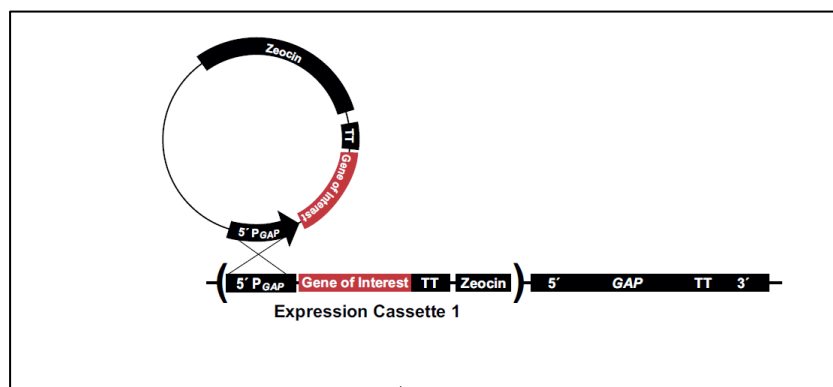 Zeocin
TT
Gene of Interest
5´ PGAP
( 5´ PGAP Gene of Interest TT Zeocin ) 5´ GAP TT 3´
Expression Cassette 1